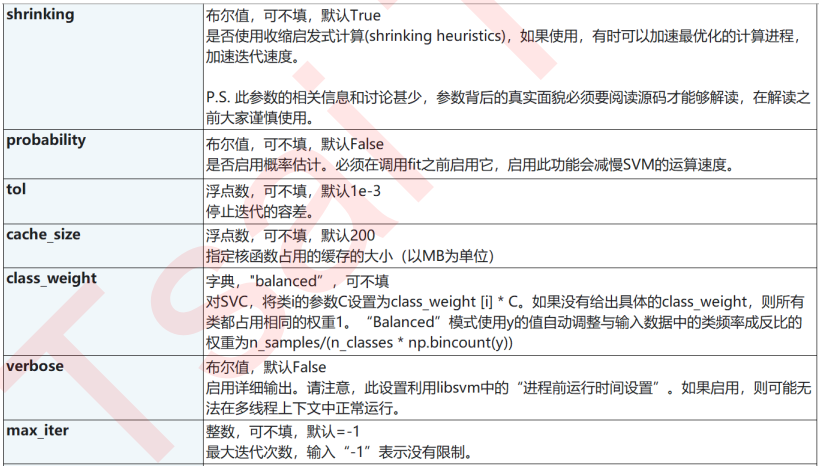 shrinking
布尔值，可不填，默认True
是否使用收缩启发式计算(shrinking heuristics)，如果使用，有时可以加速最优化的计算进程，
加速迭代速度。
P.S. 此参数的相关信息和讨论甚少，参数背后的真实面貌必须要阅读源码才能够解读，在解读之
前大家谨慎使用。
probability
布尔值，可不填，默认False
是否启用概率估计。必须在调用fit之前启用它，启用此功能会减慢SVM的运算速度。
tol
浮点数，可不填，默认1e-3
停止迭代的容差。
cache_size
浮点数，可不填，默认200
指定核函数占用的缓存的大小（以MB为单位）
class_weight
字典，"balanced"，可不填
对SVC，将类i的参数C设置为class_weight [i] * C。如果没有给出具体的class_weight，则所有
类都占用相同的权重1。“Balanced”模式使用y的值自动调整与输入数据中的类频率成反比的
权重为n_samples/(n_classes * np.bincount(y))
verbose
布尔值，默认False
启用详细输出。请注意，此设置利用libsvm中的“进程前运行时间设置”。如果启用，则可能无
法在多线程上下文中正常运行。
max_iter
整数，可不填，默认=-1
最大迭代次数，输入“-1”表示没有限制。
Tsai